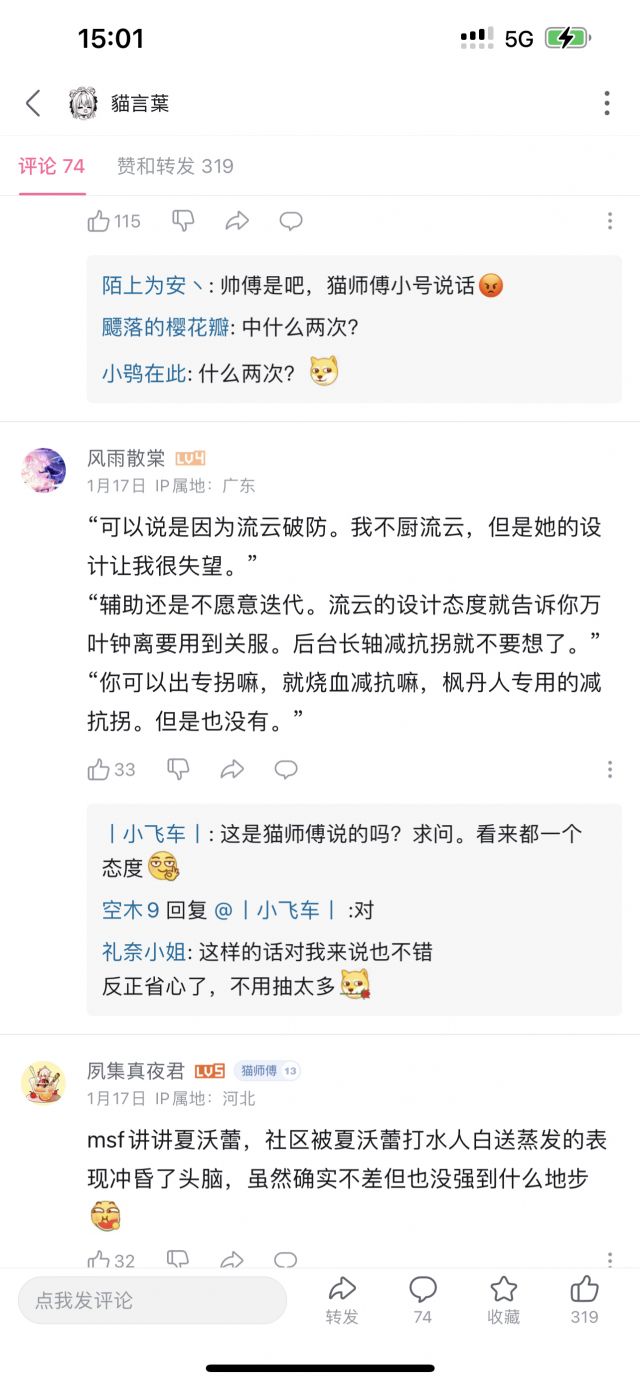 15:01
5G
貓言葉
评论 74 赞和转发 319
115
陌上为安丶: 帅傅是吧，猫师傅小号说话
飃落的樱花瓣: 中什么两次?
小鸮在此: 什么两次?
风雨散棠 LV4
1月17日 IP属地：广东
“可以说是因为流云破防。我不厨流云，但是她的设
计让我很失望。”
“辅助还是不愿意迭代。流云的设计态度就告诉你万
叶钟离要用到关服。后台长轴减抗拐就不要想了。”
“你可以出专拐嘛，就烧血减抗嘛，枫丹人专用的减
抗拐。但是也没有。”
33
丨小飞车丨: 这是猫师傅说的吗？求问。看来都一个
态度
空木9 回复 @丨小飞车丨 :对
礼奈小姐: 这样的话对我来说也不错
反正省心了，不用抽太多
夙集真夜君 LV5 猫师傅 13
1月17日 IP属地：河北
msf讲讲夏沃蕾，社区被夏沃蕾打水人白送蒸发的表
现冲昏了头脑，虽然确实不差但也没强到什么地步
32
点我发评论
转发 74 收藏 319